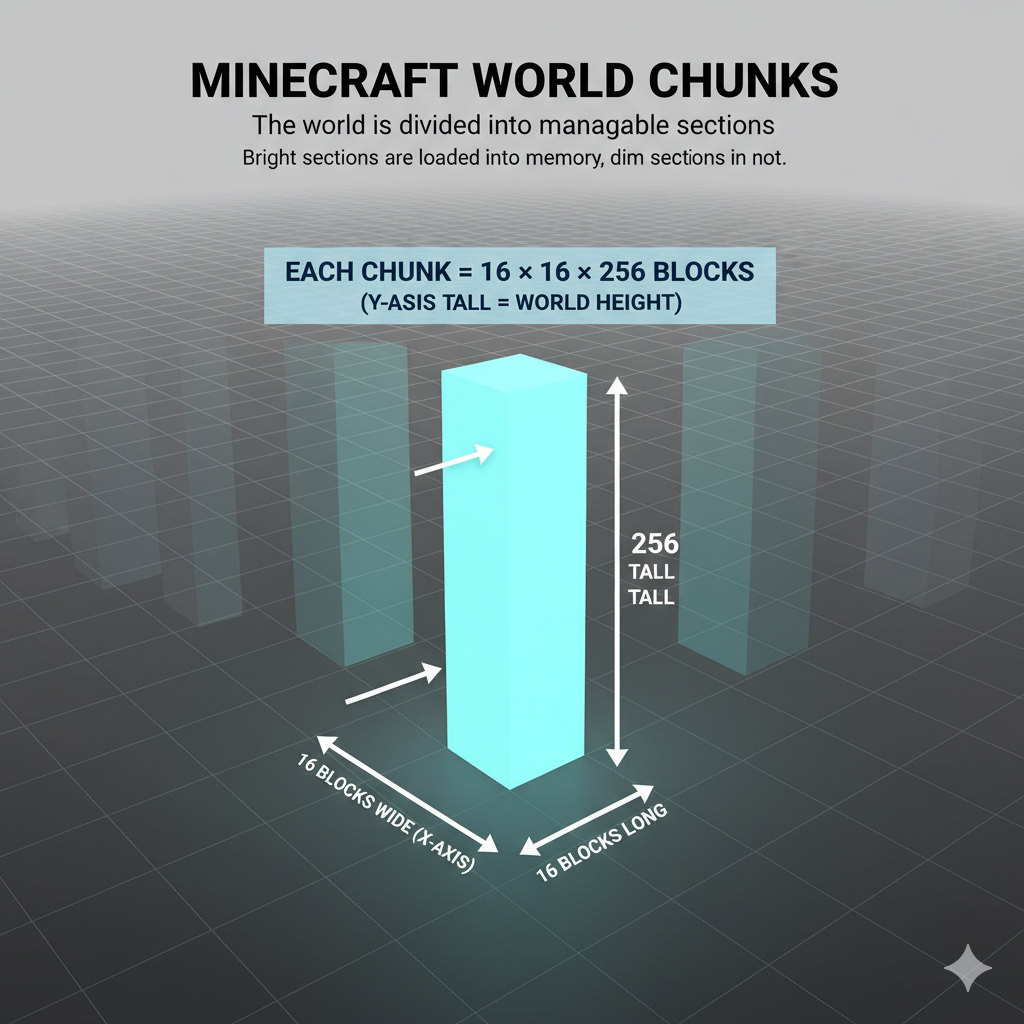 MINECRAFT WORLD CHUNKS
The world is divided into managable sections
Bright sections are loaded into memory, dim sections in not.
EACH CHUNK = 16 × 16 × 256 BLOCKS
(Y-ASIS TALL = WORLD HEIGHT)
256
TALL
TALL
16 BLOCKS WIDE (X-AXIS)
16 BLOCKS LONG